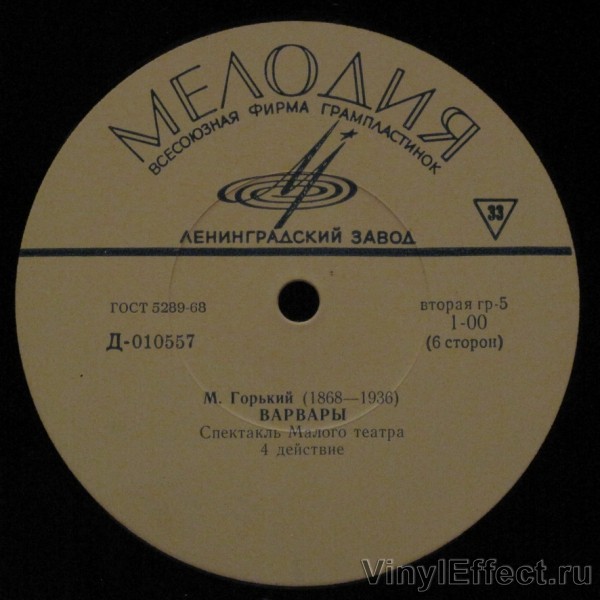 МЕЛОДИЯ
ВСЕСОЮЗНАЯ ФИРМА ГРАМПЛАСТИНОК
33
ЛЕНИНГРАДСКИЙ ЗАВОД
ГОСТ 5289-68
вторая гр-5
1-00
Д-010557
(6 сторон)
М. Горький (1868—1936)
ВАРВАРЫ
Спектакль Малого театра
4 действие
VinylEffect.ru